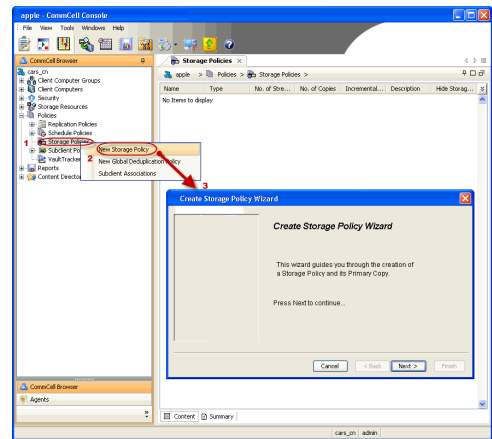 apple - CommCell Console
File View Tools Windows Help
CommCell Browser
Storage Policies
cars_cn
apple > Policies > Storage Policies >
Client Computer Groups
Client Computers
Security
Storage Resources
Policies
Replication Policies
Schedule Policies
1 Storage Policies
Subclient Po
VaultTracker
Reports
Content Director
Name Type No. of Stre... No. of Copies Incremental... Description Hide Storag...
No Items to display
New Storage Policy
2 New Global Deduplication Policy
Subclient Associations
3
Create Storage Policy Wizard
Create Storage Policy Wizard
This wizard guides you through the creation of
a Storage Policy and its Primary Copy.
Press Next to continue...
Cancel < Back Next > Finish
CommCell Browser
Agents
Content Summary
cars_cn admin